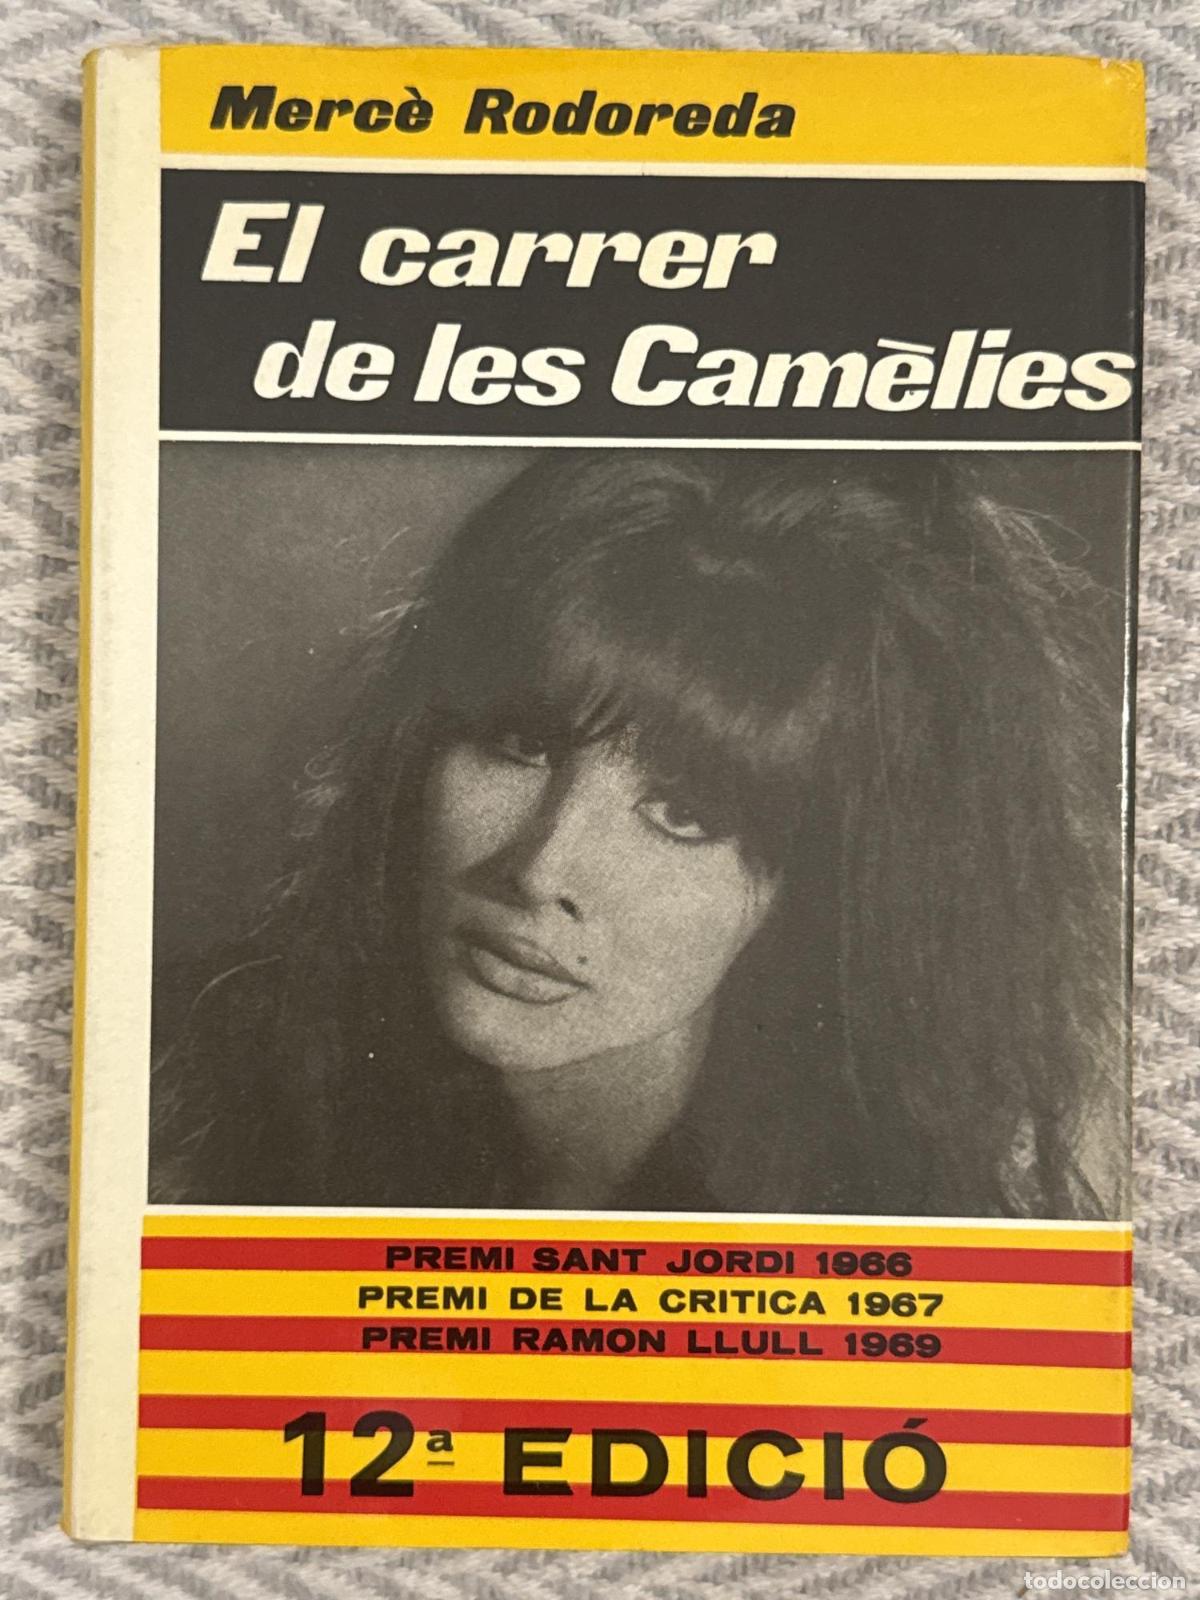 Mercè Rodoreda
El carrer
de les Camèlies
PREMI SANT JORDI 1966
PREMI DE LA CRITICA 1967
PREMI RAMON LLULL 1969
12ª EDICIÓ
todocoleccion